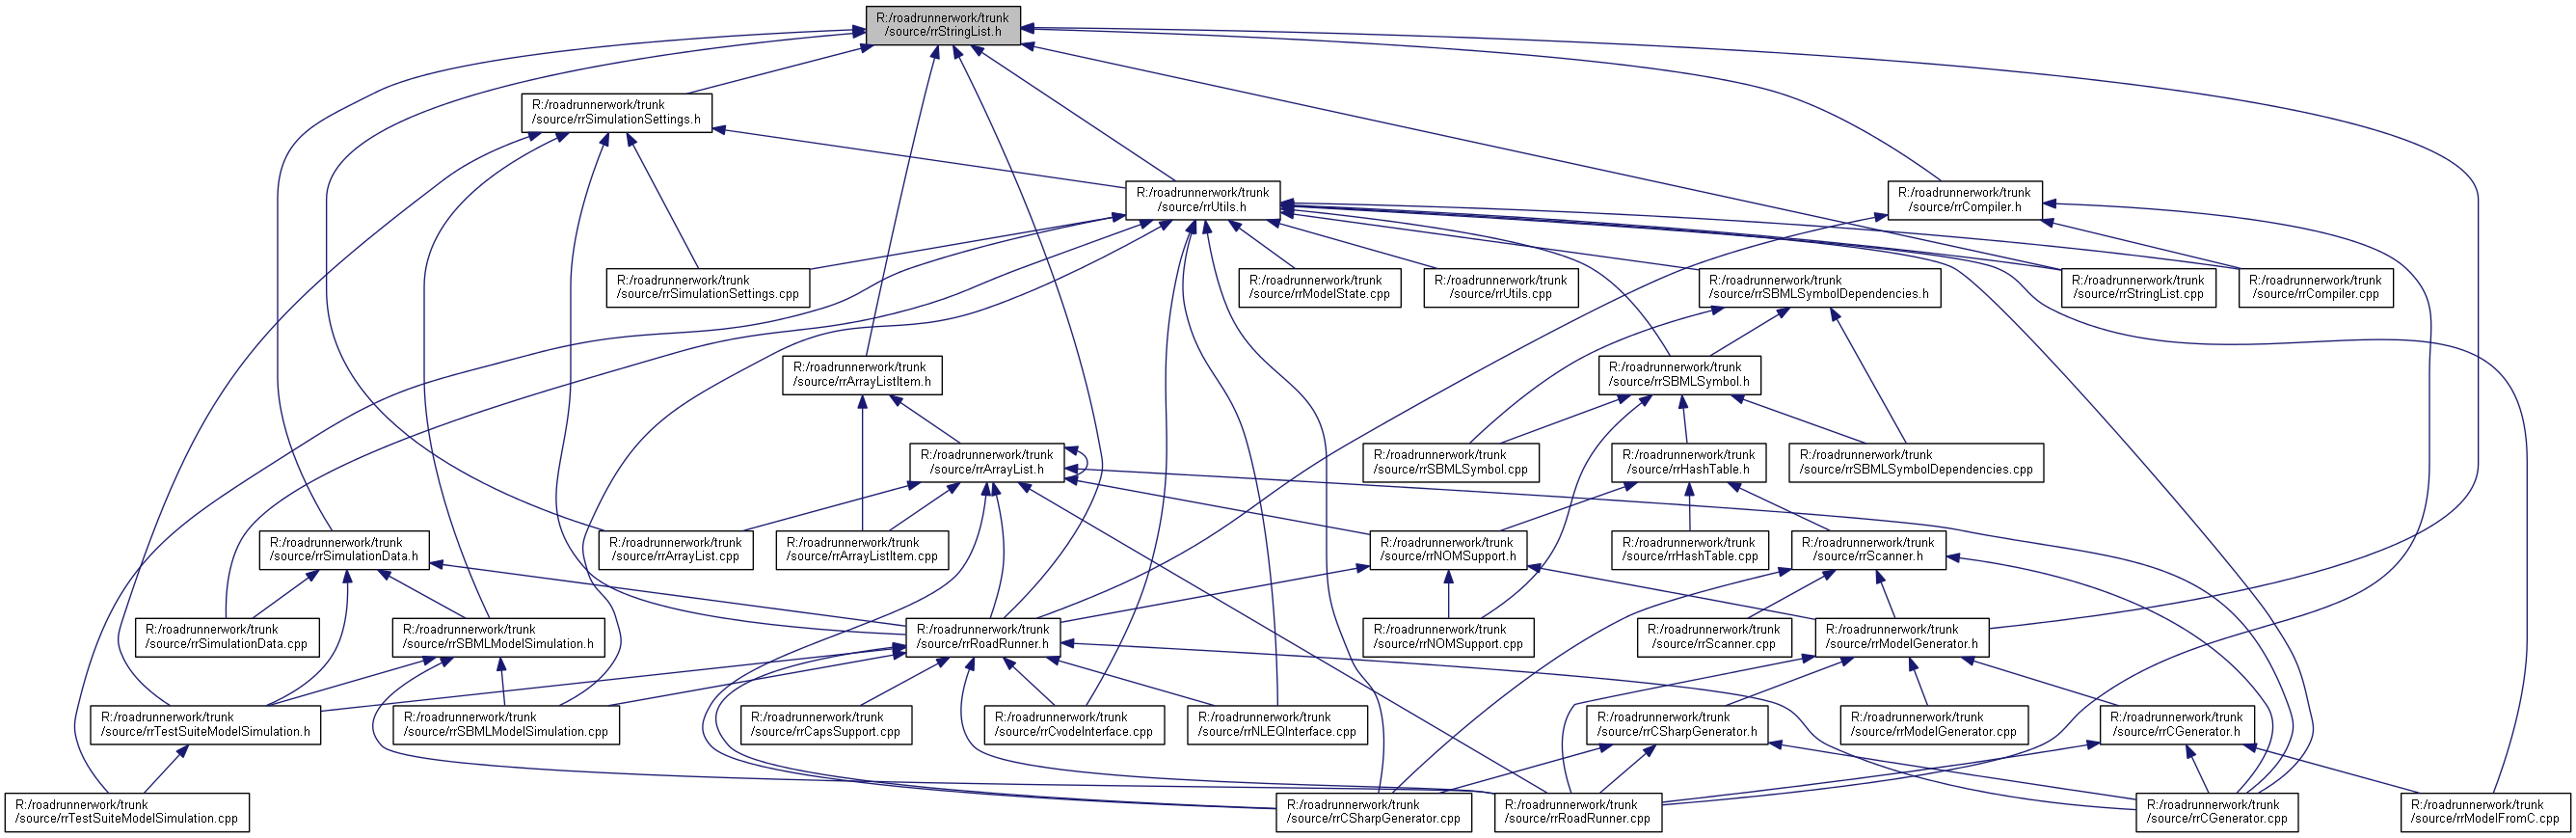 R:/roadrunnerwork/trunk
/source/rrStringList.h
R:/roadrunnerwork/trunk
/source/rrSimulationSettings.h
R:/roadrunnerwork/trunk
/source/rrUtils.h
R:/roadrunnerwork/trunk
/source/rrCompiler.h
R:/roadrunnerwork/trunk
/source/rrSimulationSettings.cpp
R:/roadrunnerwork/trunk
/source/rrModelState.cpp
R:/roadrunnerwork/trunk
/source/rrUtils.cpp
R:/roadrunnerwork/trunk
/source/rrSBMLSymbolDependencies.h
R:/roadrunnerwork/trunk
/source/rrStringList.cpp
R:/roadrunnerwork/trunk
/source/rrCompiler.cpp
R:/roadrunnerwork/trunk
/source/rrArrayListItem.h
R:/roadrunnerwork/trunk
/source/rrSBMLSymbol.h
R:/roadrunnerwork/trunk
/source/rrArrayList.h
R:/roadrunnerwork/trunk
/source/rrSBMLSymbol.cpp
R:/roadrunnerwork/trunk
/source/rrHashTable.h
R:/roadrunnerwork/trunk
/source/rrSBMLSymbolDependencies.cpp
R:/roadrunnerwork/trunk
/source/rrSimulationData.h
R:/roadrunnerwork/trunk
/source/rrArrayList.cpp
R:/roadrunnerwork/trunk
/source/rrArrayListItem.cpp
R:/roadrunnerwork/trunk
/source/rrNOMSupport.h
R:/roadrunnerwork/trunk
/source/rrHashTable.cpp
R:/roadrunnerwork/trunk
/source/rrScanner.h
R:/roadrunnerwork/trunk
/source/rrSimulationData.cpp
R:/roadrunnerwork/trunk
/source/rrSBMLModelSimulation.h
R:/roadrunnerwork/trunk
/source/rrRoadRunner.h
R:/roadrunnerwork/trunk
/source/rrNOMSupport.cpp
R:/roadrunnerwork/trunk
/source/rrScanner.cpp
R:/roadrunnerwork/trunk
/source/rrModelGenerator.h
R:/roadrunnerwork/trunk
/source/rrTestSuiteModelSimulation.h
R:/roadrunnerwork/trunk
/source/rrSBMLModelSimulation.cpp
R:/roadrunnerwork/trunk
/source/rrCapsSupport.cpp
R:/roadrunnerwork/trunk
/source/rrCvodeInterface.cpp
R:/roadrunnerwork/trunk
/source/rrNLEQInterface.cpp
R:/roadrunnerwork/trunk
/source/rrCSharpGenerator.h
R:/roadrunnerwork/trunk
/source/rrModelGenerator.cpp
R:/roadrunnerwork/trunk
/source/rrCGenerator.h
R:/roadrunnerwork/trunk
/source/rrTestSuiteModelSimulation.cpp
R:/roadrunnerwork/trunk
/source/rrCSharpGenerator.cpp
R:/roadrunnerwork/trunk
/source/rrRoadRunner.cpp
R:/roadrunnerwork/trunk
/source/rrCGenerator.cpp
R:/roadrunnerwork/trunk
/source/rrModelFromC.cpp